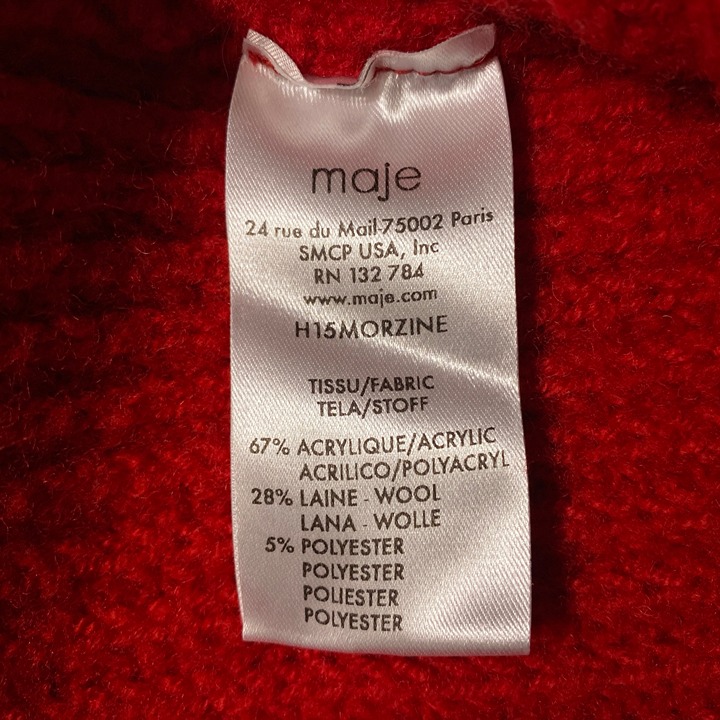 maje
24 rue du Mail-75002 Paris
SMCP USA, Inc
RN 132 784
www.maje.com
H15MORZINE
TISSU/FABRIC
TELA/STOFF
67% ACRYLIQUE/ACRYLIC
ACRILICO/POLYACRYL
28% LAINE - WOOL
LANA - WOLLE
5% POLYESTER
POLYESTER
POLIESTER
POLYESTER